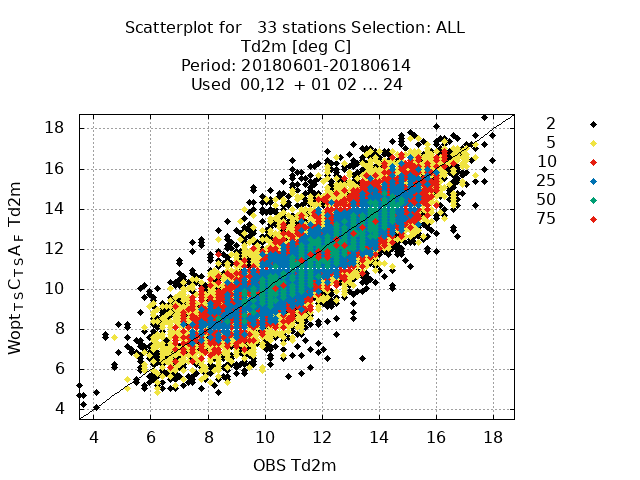 Scatterplot for   33 stations Selection: ALL
Td2m [deg C]
Period: 20180601-20180614
Used  00,12  + 01 02 ... 24
2
5
10
25
50
75
18
16
14
12
10
8
6
4
Wopt T S C T S A F  Td2m
4 6 8 10 12 14 16 18
OBS Td2m